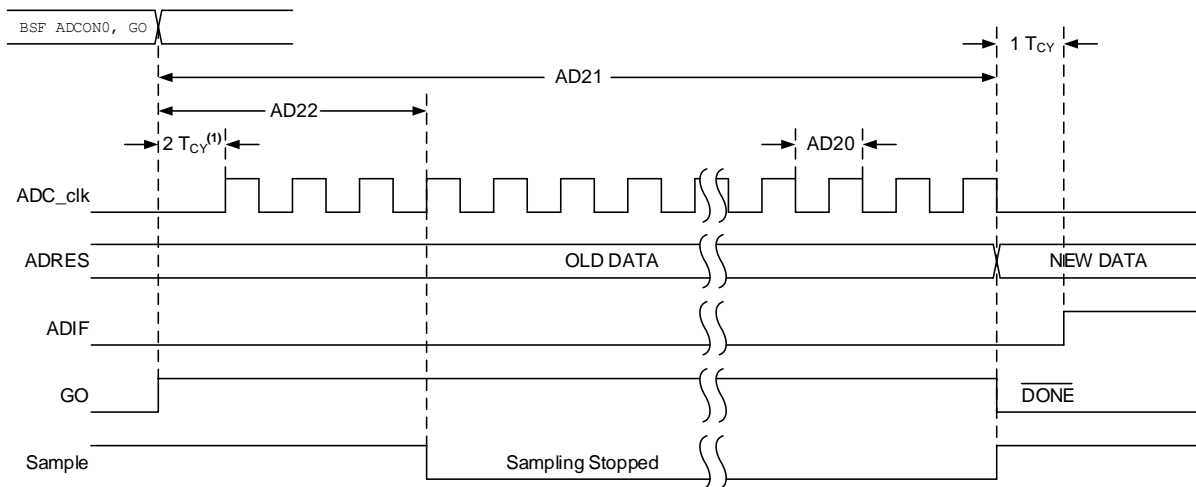 BSF ADCON0, GO
1 TCY
AD21
AD22
2 TCY(1)
AD20
ADC_clk
ADRES
OLD DATA
NEW DATA
ADIF
GO
DONE
Sample
Sampling Stopped